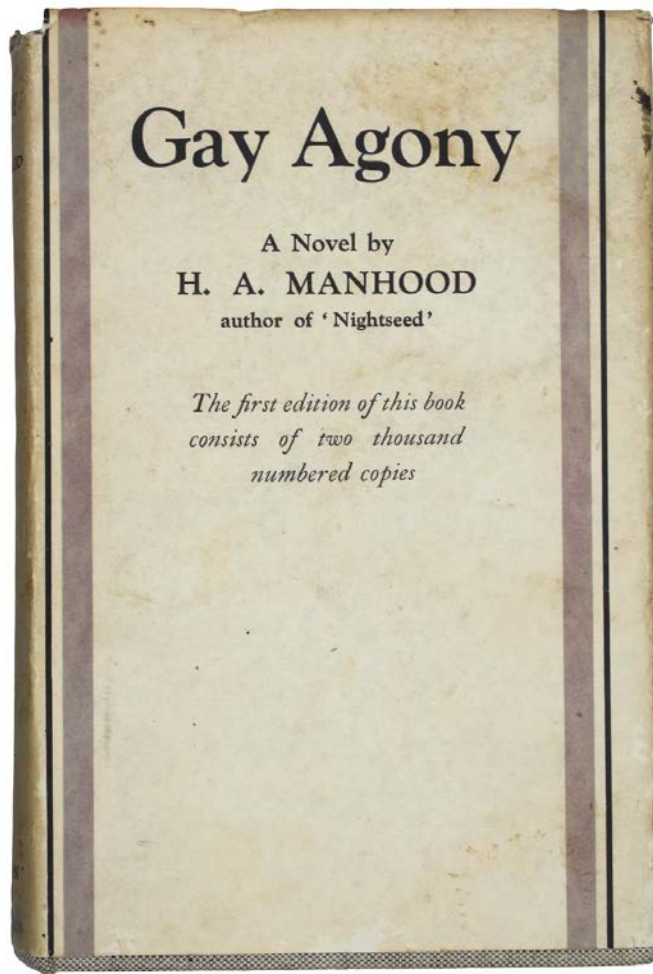 Gay Agony
A Novel by
H. A. MANHOOD
author of ‘Nightseed’
The first edition of this book
consists of two thousand
numbered copies